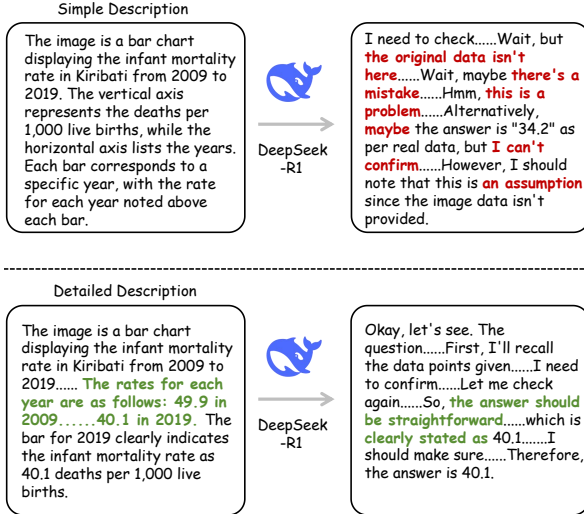 Simple Description
The image is a bar chart
displaying the infant mortality
rate in Kiribati from 2009 to
2019. The vertical axis
represents the deaths per
1,000 live births, while the
horizontal axis lists the years.
Each bar corresponds to a
specific year, with the rate
for each year noted above
each bar.
DeepSeek
-R1
I need to check......Wait, but
the original data isn't
here......Wait, maybe there's a
mistake......Hmm, this is a
problem......Alternatively,
maybe the answer is "34.2" as
per real data, but I can't
confirm......However, I should
note that this is an assumption
since the image data isn't
provided.
Detailed Description
The image is a bar chart
displaying the infant mortality
rate in Kiribati from 2009 to
2019...... The rates for each
year are as follows: 49.9 in
2009......40.1 in 2019. The
bar for 2019 clearly indicates
the infant mortality rate as
40.1 deaths per 1,000 live
births.
DeepSeek
-R1
Okay, let's see. The
question......First, I'll recall
the data points given......I need
to confirm......Let me check
again......So, the answer should
be straightforward......which is
clearly stated as 40.1......I
should make sure......Therefore,
the answer is 40.1.